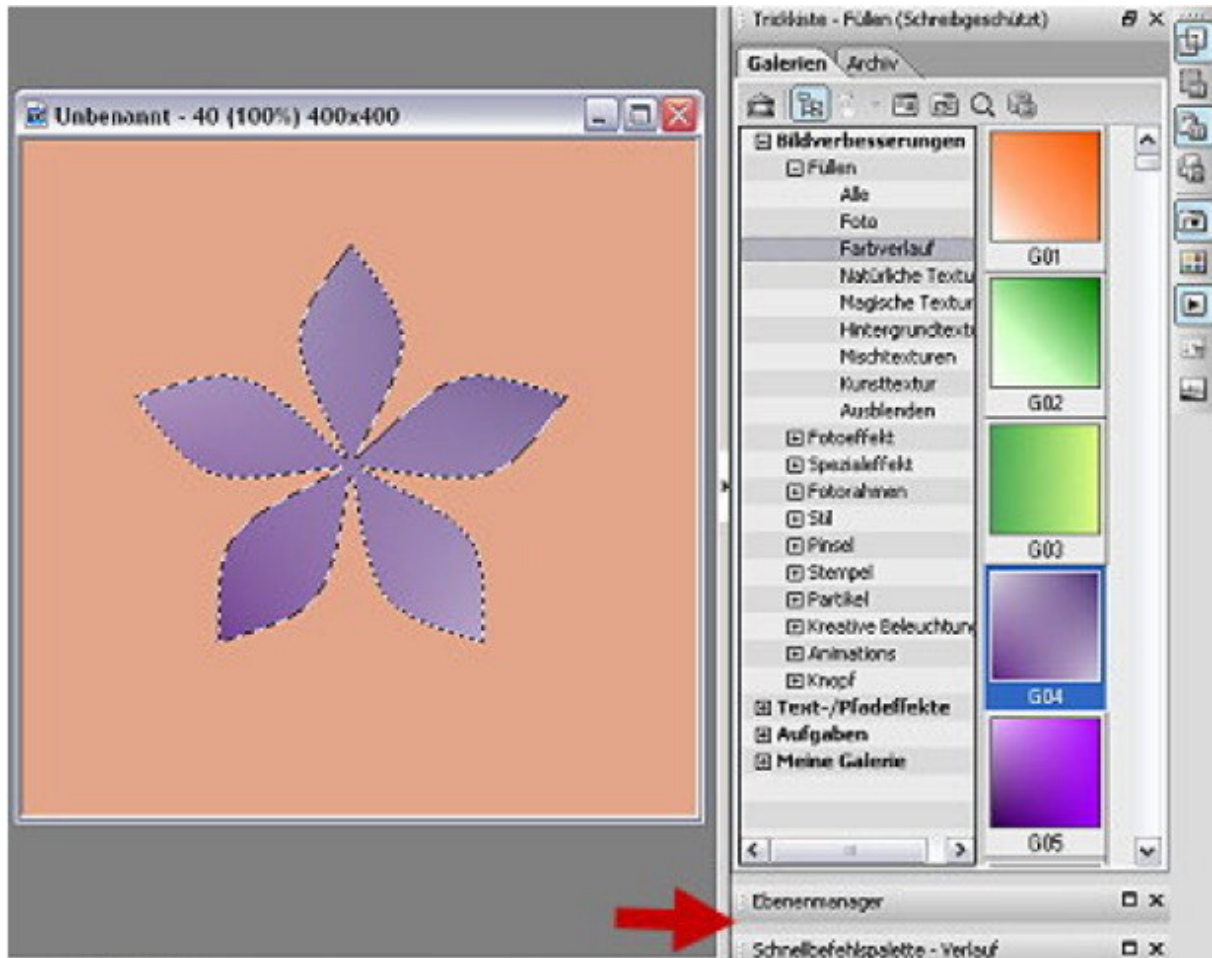 Trickkiste - Füllen (Schreibgeschützt)
Galerien Archiv
Unbenannt - 40 (100%) 400x400
Bildverbesserungen
Füllen
Alle
Foto
Farbverlauf
Natürliche Textu
Magische Textur
Hintergrundtextu
Mischtexturen
Kunsttextur
Ausblenden
Fotoeffekt
Spezialeffekt
Fotorahmen
Stil
Pinsel
Stempel
Partikel
Kreative Beleuchtung
Animations
Knopf
Text-/Pfadeffekte
Aufgaben
Meine Galerie
G01
G02
G03
G04
G05
Ebenenmanager
Schnellbefehlspalette - Verlauf